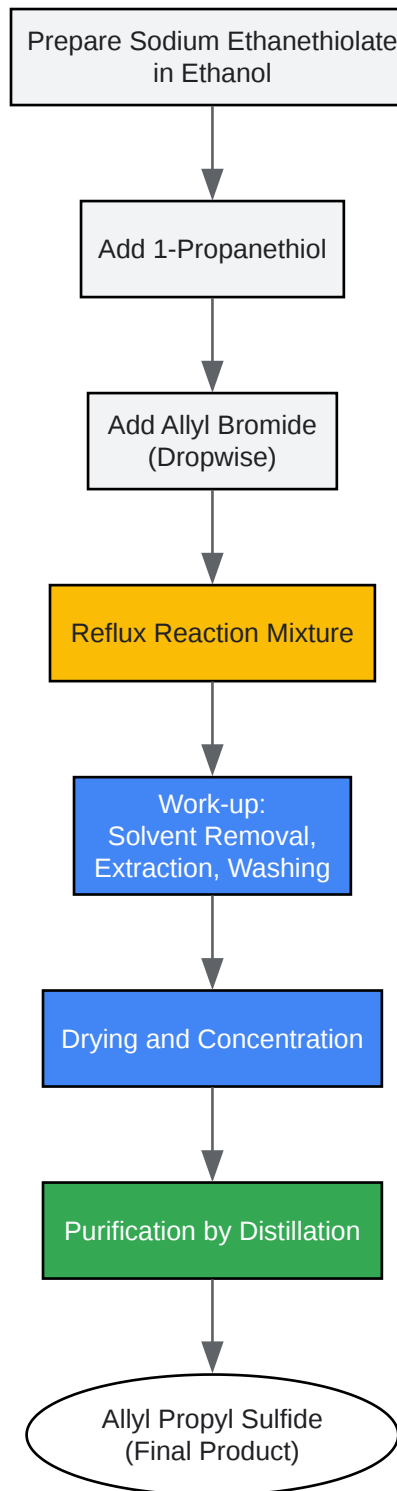 Prepare Sodium Ethanethiolate
in Ethanol
Add 1-Propanethiol
Add Allyl Bromide
(Dropwise)
Reflux Reaction Mixture
Work-up:
Solvent Removal,
Extraction, Washing
Drying and Concentration
Purification by Distillation
Allyl Propyl Sulfide
(Final Product)